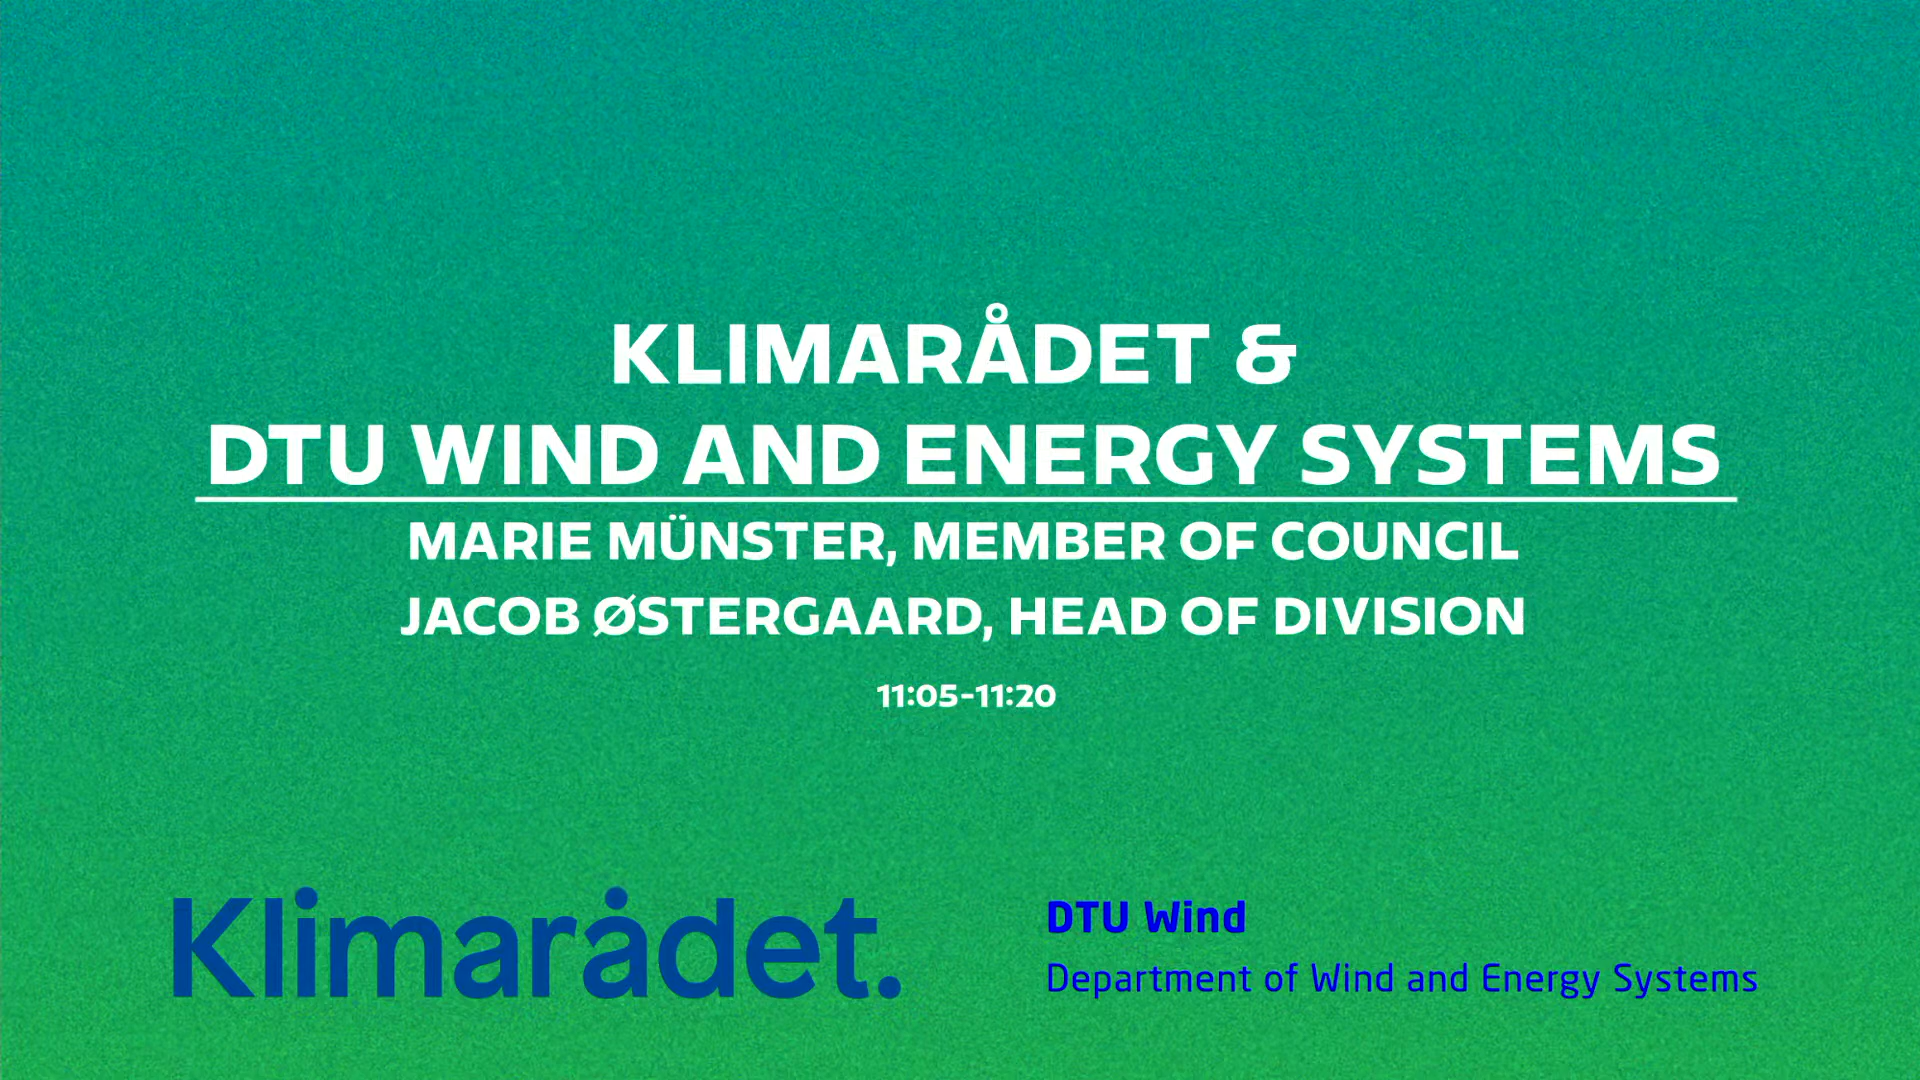 KLIMARÅDET &
DTU WIND AND ENERGY SYSTEMS
MARIE MÜNSTER, MEMBER OF COUNCIL
JACOB ØSTERGAARD, HEAD OF DIVISION
11:05-11:20
Klimarådet.
DTU Wind
Department of Wind and Energy Systems